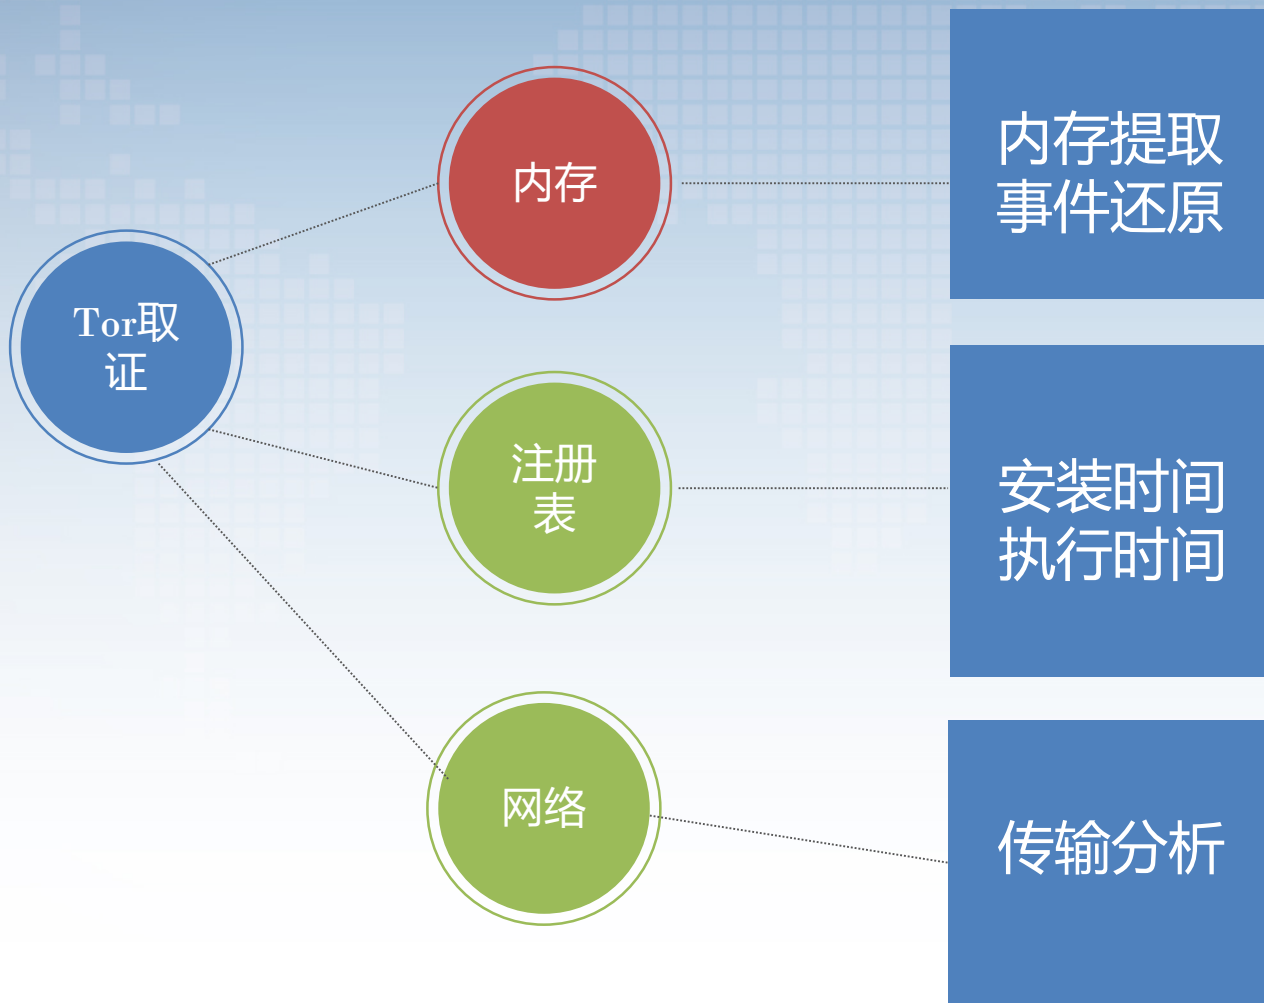 Tor取
证
内存
内存提取
事件还原
注册
表
安装时间
执行时间
网络
传输分析